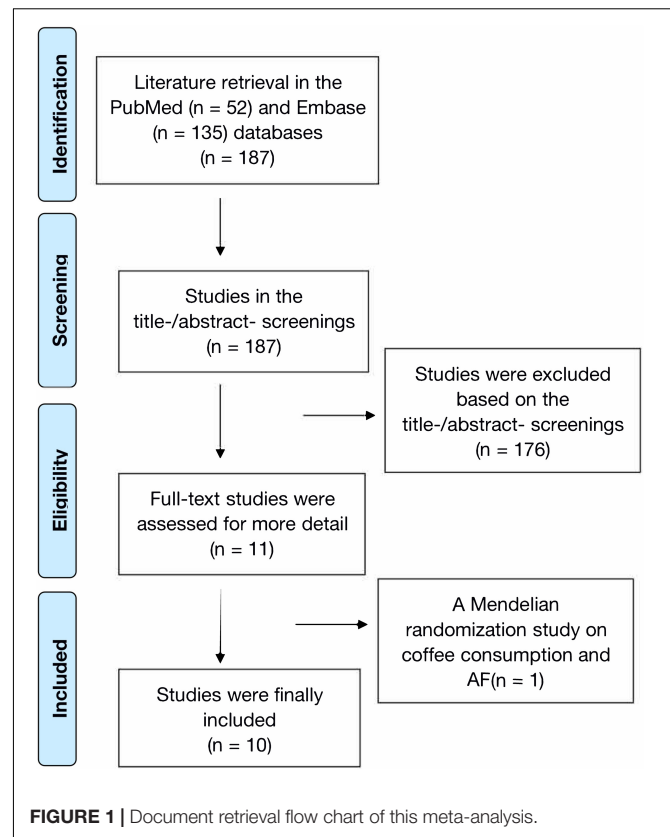 Identification
Literature retrieval in the
PubMed (n = 52) and Embase
(n = 135) databases
(n = 187)
Screening
Studies in the
title-/abstract- screenings
(n = 187)
Studies were excluded
based on the
title-/abstract- screenings
(n = 176)
Eligibility
Full-text studies were
assessed for more detail
(n = 11)
A Mendelian
randomization study on
coffee consumption and
AF(n = 1)
Included
Studies were finally
included
(n = 10)
FIGURE 1 | Document retrieval flow chart of this meta-analysis.